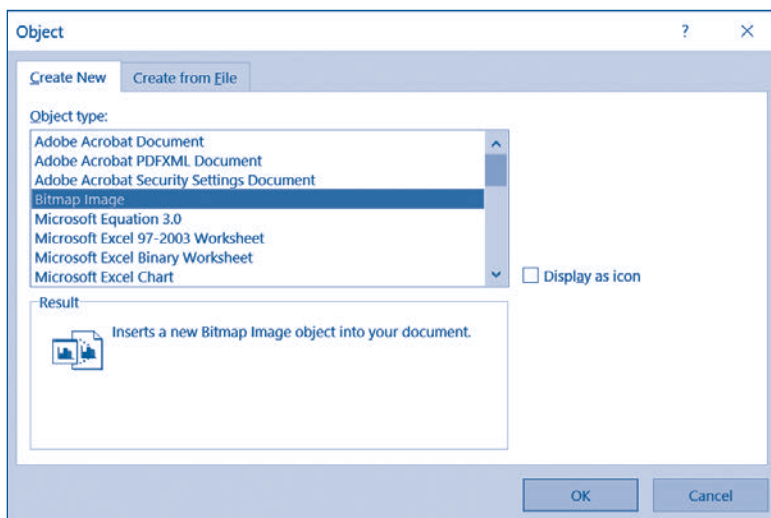 Object
?
Create New
Create from File
Object type:
Adobe Acrobat Document
Adobe Acrobat PDFXML Document
Adobe Acrobat Security Settings Document
Bitmap Image
Microsoft Equation 3.0
Microsoft Excel 97-2003 Worksheet
Microsoft Excel Binary Worksheet
Microsoft Excel Chart
Display as icon
Result
Inserts a new Bitmap Image object into your document.
OK
Cancel